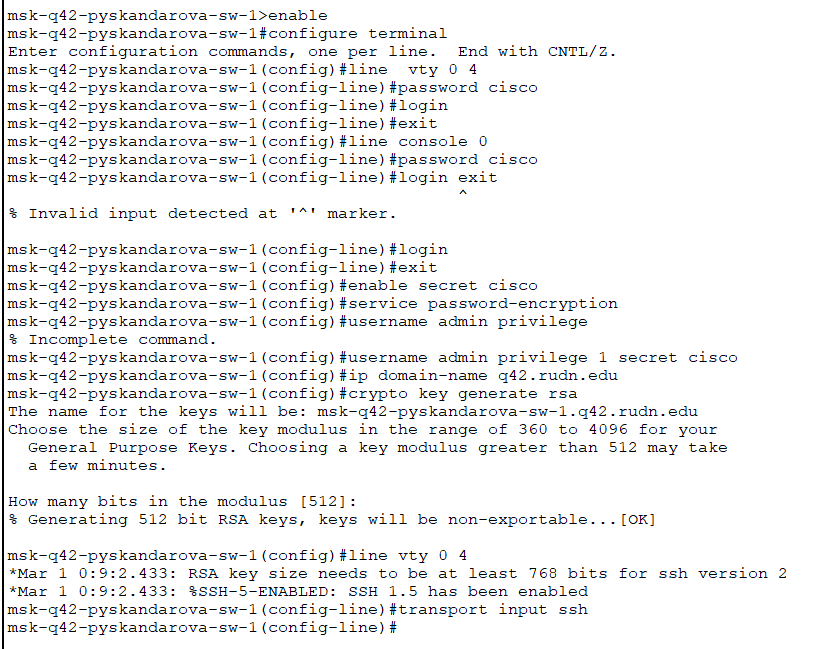 msk-q42-pyskandarova-sw-1>enable
msk-q42-pyskandarova-sw-1#configure terminal
Enter configuration commands, one per line.  End with CNTL/Z.
msk-q42-pyskandarova-sw-1(config)#line  vty 0 4
msk-q42-pyskandarova-sw-1(config-line)#password cisco
msk-q42-pyskandarova-sw-1(config-line)#login
msk-q42-pyskandarova-sw-1(config-line)#exit
msk-q42-pyskandarova-sw-1(config)#line console 0
msk-q42-pyskandarova-sw-1(config-line)#password cisco
msk-q42-pyskandarova-sw-1(config-line)#login exit
^
% Invalid input detected at '^' marker.
msk-q42-pyskandarova-sw-1(config-line)#login
msk-q42-pyskandarova-sw-1(config-line)#exit
msk-q42-pyskandarova-sw-1(config)#enable secret cisco
msk-q42-pyskandarova-sw-1(config)#service password-encryption
msk-q42-pyskandarova-sw-1(config)#username admin privilege
% Incomplete command.
msk-q42-pyskandarova-sw-1(config)#username admin privilege 1 secret cisco
msk-q42-pyskandarova-sw-1(config)#ip domain-name q42.rudn.edu
msk-q42-pyskandarova-sw-1(config)#crypto key generate rsa
The name for the keys will be: msk-q42-pyskandarova-sw-1.q42.rudn.edu
Choose the size of the key modulus in the range of 360 to 4096 for your
General Purpose Keys. Choosing a key modulus greater than 512 may take
a few minutes.
How many bits in the modulus [512]:
% Generating 512 bit RSA keys, keys will be non-exportable...[OK]
msk-q42-pyskandarova-sw-1(config)#line vty 0 4
*Mar 1 0:9:2.433: RSA key size needs to be at least 768 bits for ssh version 2
*Mar 1 0:9:2.433: %SSH-5-ENABLED: SSH 1.5 has been enabled
msk-q42-pyskandarova-sw-1(config-line)#transport input ssh
msk-q42-pyskandarova-sw-1(config-line)#